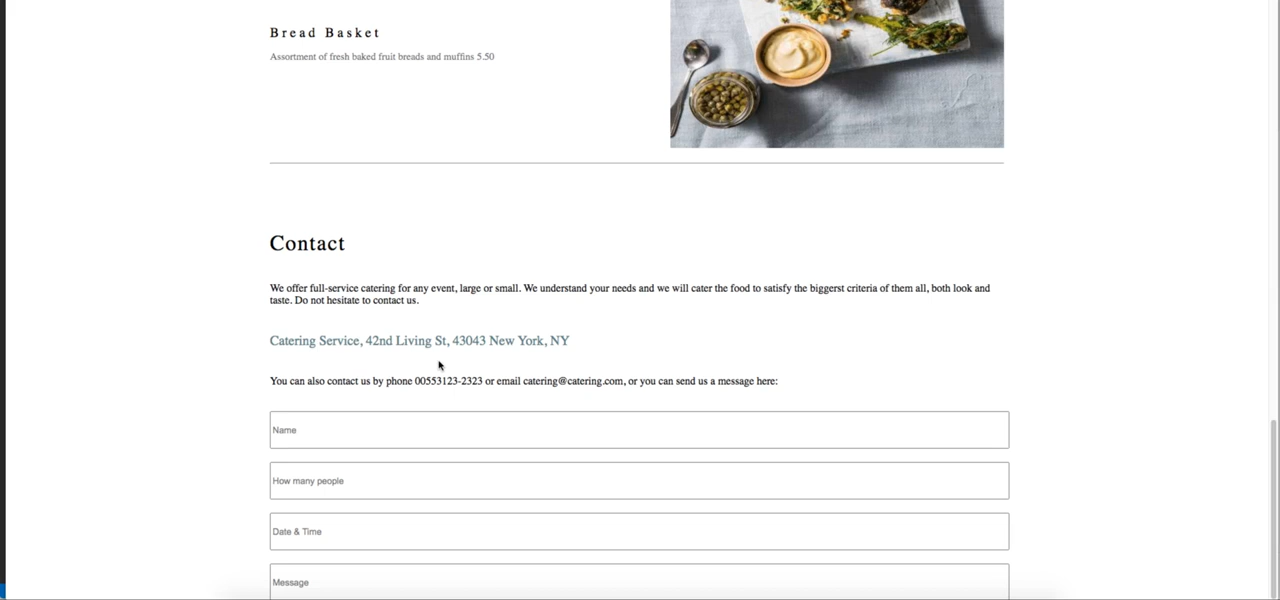 Bread Basket
Assortment of fresh baked fruit breads and muffins 5.50
Contact
We offer full-service catering for any event, large or small. We understand your needs and we will cater the food to satisfy the biggerst criteria of them all, both look and
taste. Do not hesitate to contact us.
Catering Service, 42nd Living St, 43043 New York, NY
You can also contact us by phone 00553123-2323 or email catering@catering.com, or you can send us a message here:
Name
How many people
Date & Time
Message